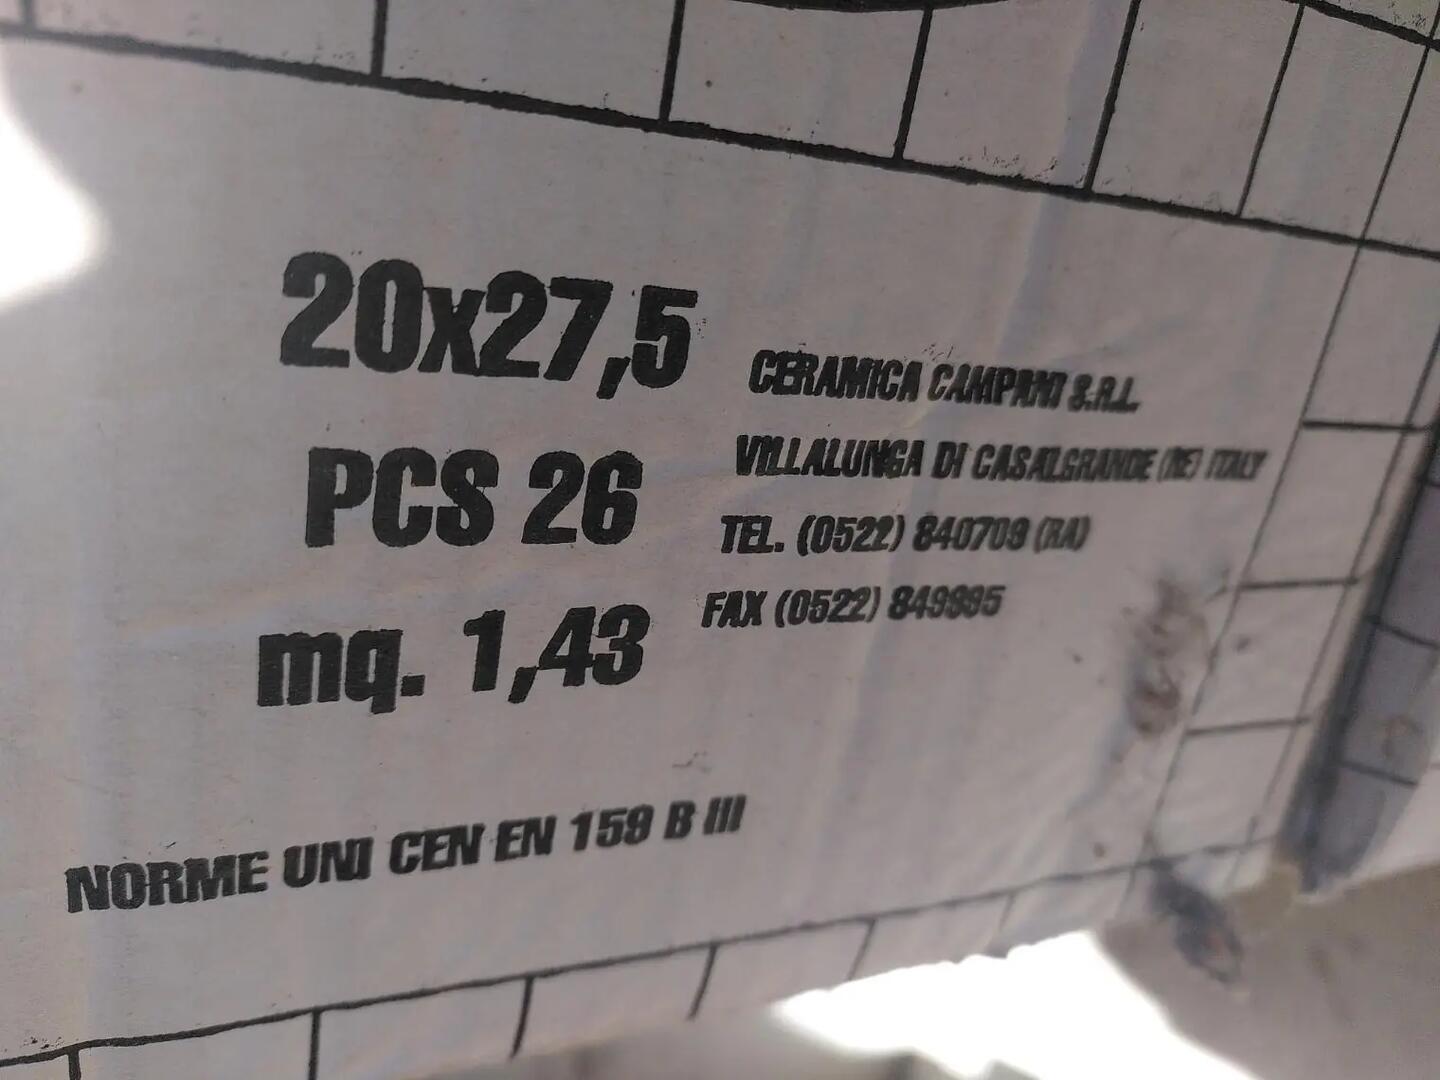 20x27,5
PCS 26
mq. 1,43
CERAMICA CAMPANI S.R.L.
VILLALUNGA DI CASALGRANDE (RE) ITALY
TEL. (0522) 840709 (RA)
FAX (0522) 849995
NORME UNI CEN EN 159 B III